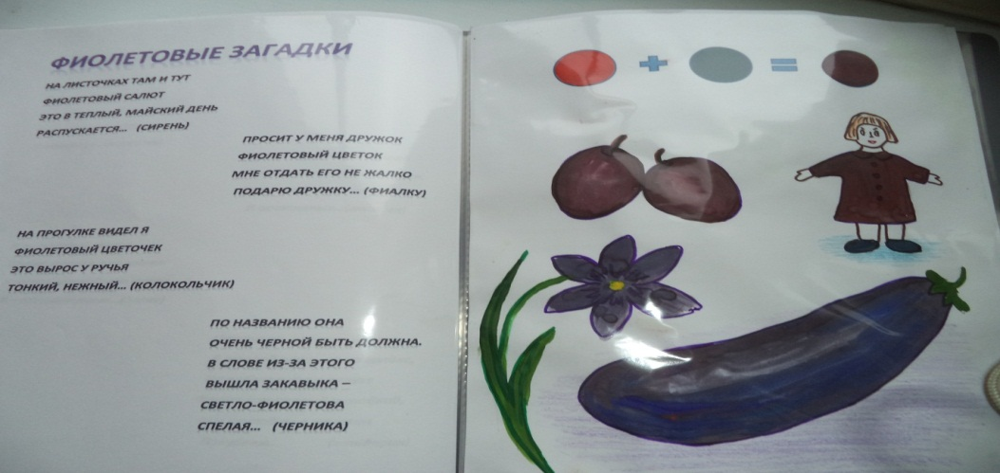 ФИОЛЕТОВЫЕ ЗАГАДКИ
НА ЛИСТОЧКАХ ТАМ И ТУТ
ФИОЛЕТОВЫЙ САЛЮТ
ЭТО В ТЕПЛЫЙ, МАЙСКИЙ ДЕНЬ
РАСПУСКАЕТСЯ... (СИРЕНЬ)
ПРОСИТ У МЕНЯ ДРУЖОК
ФИОЛЕТОВЫЙ ЦВЕТОК
МНЕ ОТДАТЬ ЕГО НЕ ЖАЛКО
ПОДАРЮ ДРУЖКУ... (ФИАЛКУ)
НА ПРОГУЛКЕ ВИДЕЛ Я
ФИОЛЕТОВЫЙ ЦВЕТОЧЕК
ЭТО ВЫРОС У РУЧЬЯ
ТОНКИЙ, НЕЖНЫЙ... (КОЛОКОЛЬЧИК)
ПО НАЗВАНИЮ ОНА
ОЧЕНЬ ЧЕРНОЙ БЫТЬ ДОЛЖНА.
В СЛОВЕ ИЗ-ЗА ЭТОГО
ВЫШЛА ЗАКАВЫКА –
СВЕТЛО-ФИОЛЕТОВА
СПЕЛАЯ... (ЧЕРНИКА)
+ =